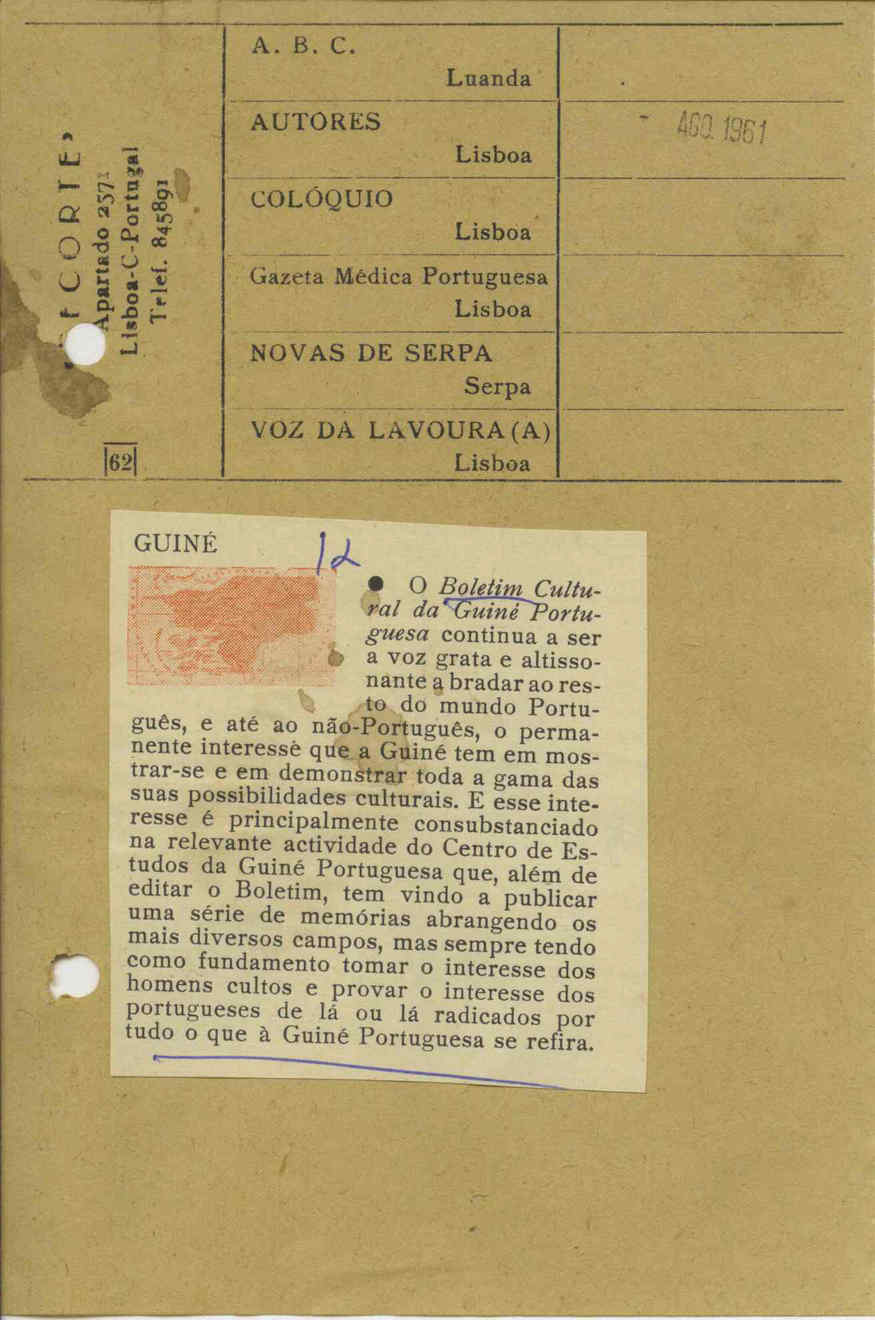 CORTE»
Apartado 2571
Lisboa-C-Portugal
Telef. 845891
62
A. B. C.
Luanda
AUTORES
Lisboa
AGO. 1961
COLÓQUIO
Lisboa
Gazeta Médica Portuguesa
Lisboa
NOVAS DE SERPA
Serpa
VOZ DA LAVOURA (A)
Lisboa
GUINÉ
● O Boletim Cultu-
ral da Guiné Portu-
guesa continua a ser
a voz grata e altisso-
nante a bradar ao res-
to do mundo Portu-
guês, e até ao não-Português, o perma-
nente interesse que a Guiné tem em mos-
trar-se e em demonstrar toda a gama das
suas possibilidades culturais. E esse inte-
resse é principalmente consubstanciado
na relevante actividade do Centro de Es-
tudos da Guiné Portuguesa que, além de
editar o Boletim, tem vindo a publicar
uma série de memórias abrangendo os
mais diversos campos, mas sempre tendo
como fundamento tomar o interesse dos
homens cultos e provar o interesse dos
portugueses de lá ou lá radicados por
tudo o que à Guiné Portuguesa se refira.